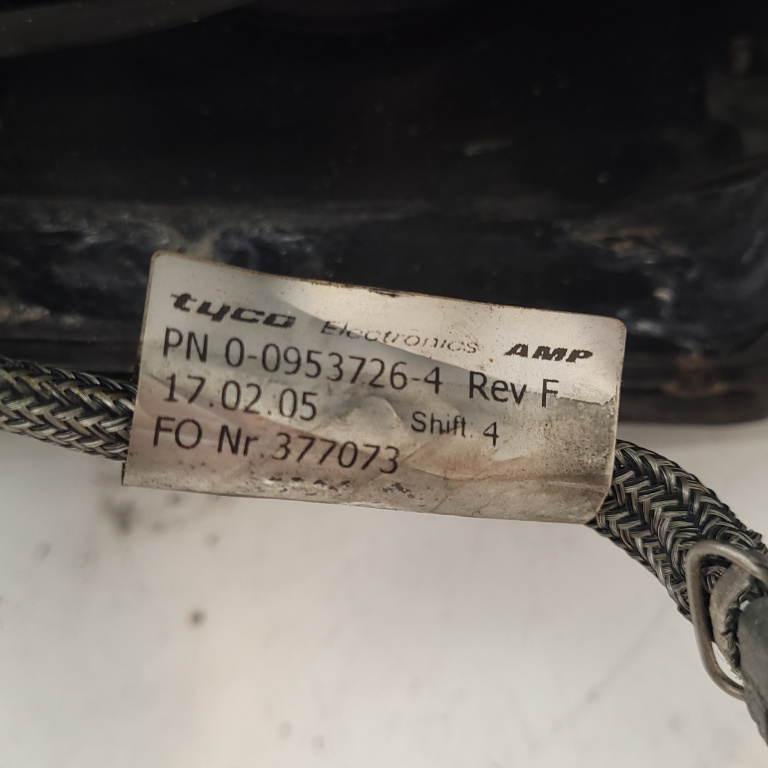 tyco Electronics AMP
PN 0-0953726-4 Rev F
17.02.05 Shift. 4
FO Nr.377073